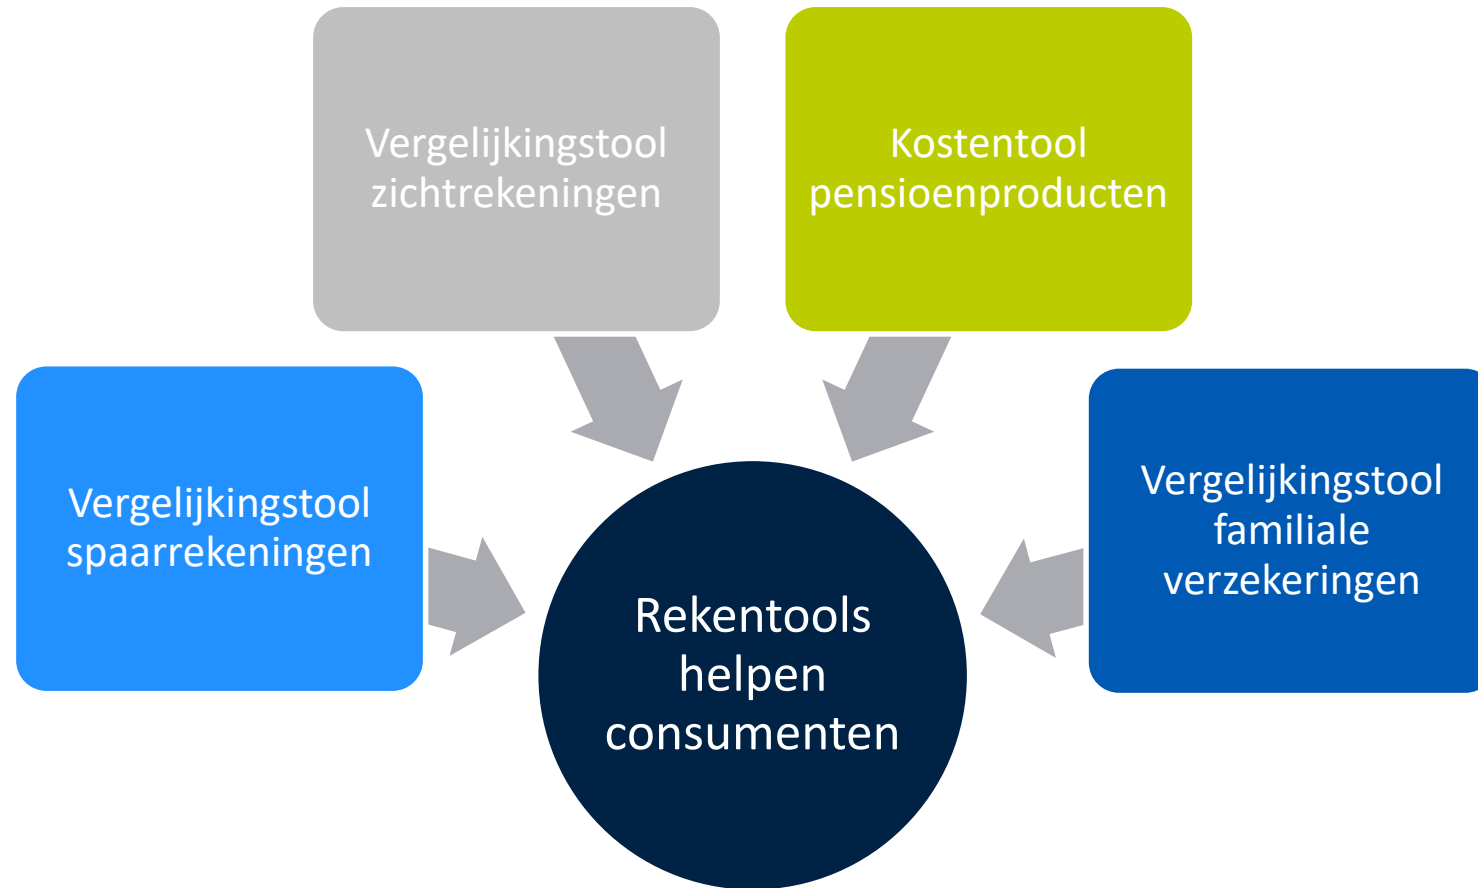 Vergelijkingstool
zichtrekeningen
Kostentool
pensioenproducten
Vergelijkingstool
spaarrekeningen
Vergelijkingstool
familiale
verzekeringen
Rekentools
helpen
consumenten